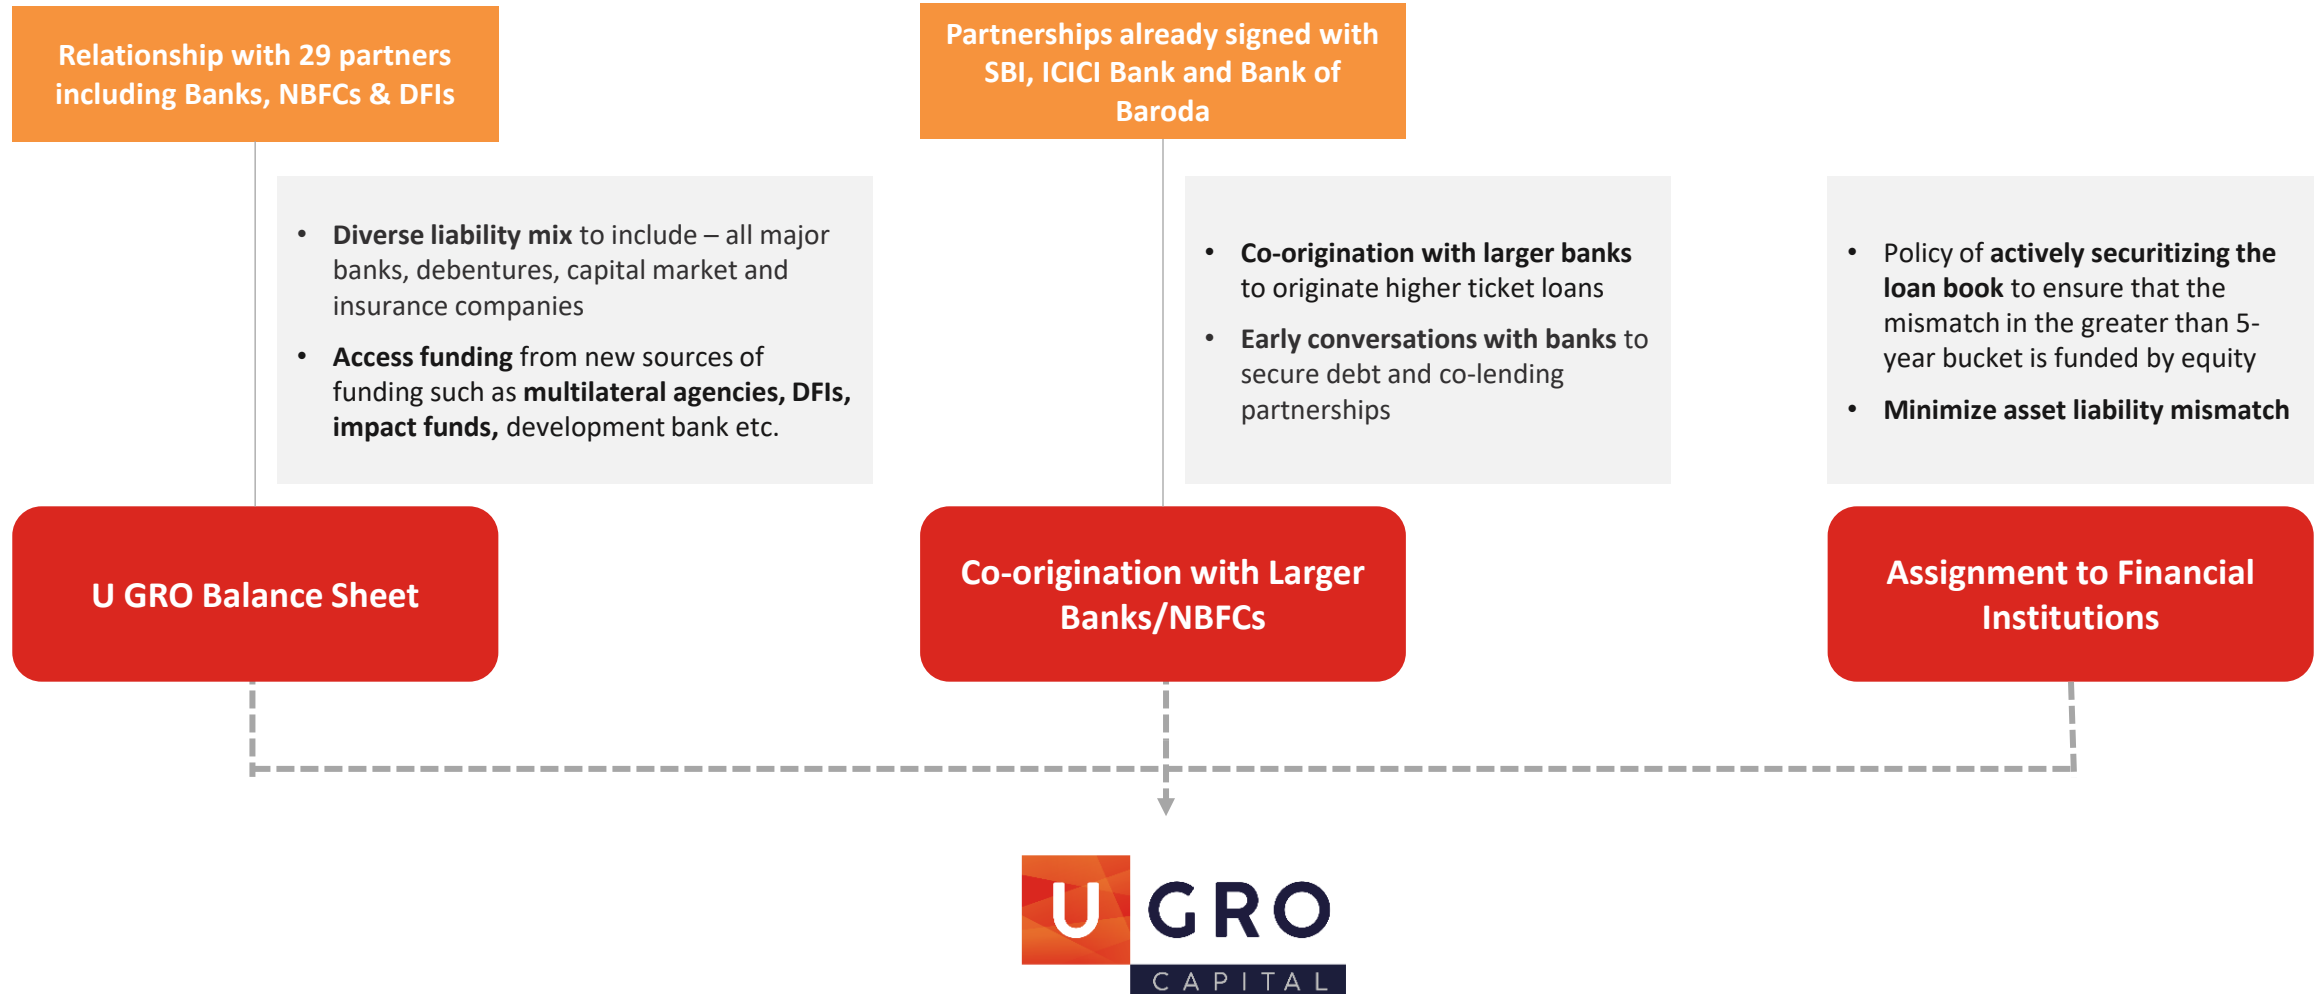 Relationship with 29 partners
including Banks, NBFCs & DFIs
Partnerships already signed with
SBI, ICICI Bank and Bank of
Baroda
• Diverse liability mix to include – all major
banks, debentures, capital market and
insurance companies
• Access funding from new sources of
funding such as multilateral agencies, DFIs,
impact funds, development bank etc.
• Co-origination with larger banks
to originate higher ticket loans
• Early conversations with banks to
secure debt and co-lending
partnerships
• Policy of actively securitizing the
loan book to ensure that the
mismatch in the greater than 5-
year bucket is funded by equity
• Minimize asset liability mismatch
U GRO Balance Sheet
Co-origination with Larger
Banks/NBFCs
Assignment to Financial
Institutions
U GRO
CAPITAL